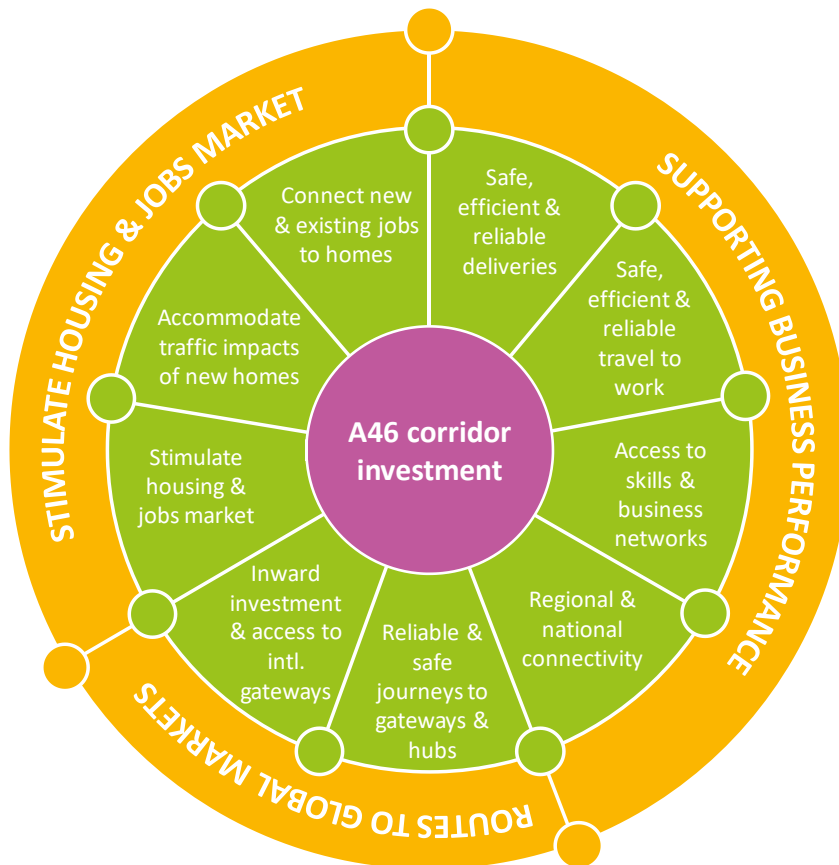 STIMULATE HOUSING & JOBS MARKET
SUPPORTING BUSINESS PERFORMANCE
ROUTES TO GLOBAL MARKETS
A46 corridor
investment
Safe,
efficient &
reliable
deliveries
Safe,
efficient &
reliable
travel to
work
Access to
skills &
business
networks
Regional &
national
connectivity
Reliable &
safe
journeys to
gateways &
hubs
Inward
investment
& access to
intl.
gateways
Stimulate
housing &
jobs market
Accommodate
traffic impacts
of new homes
Connect new
& existing jobs
to homes